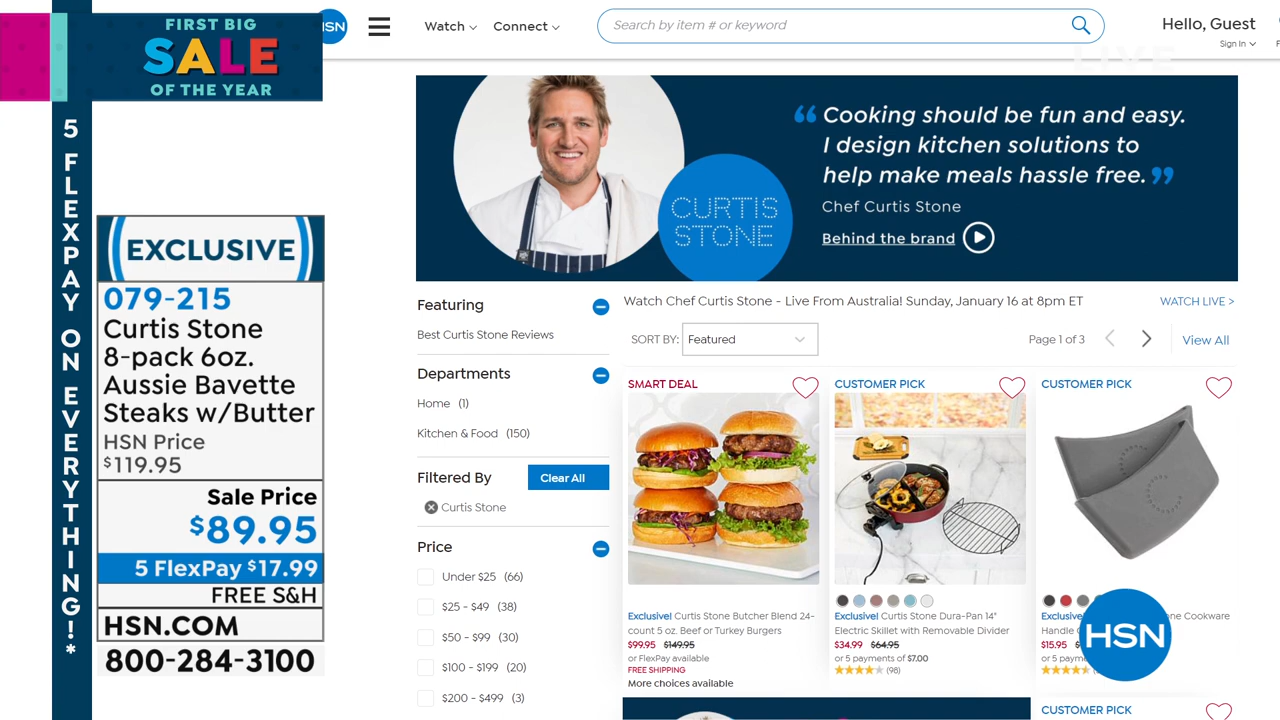 FIRST BIG
SALE
OF THE YEAR
5 FLEXPAY ON EVERYTHING!*
EXCLUSIVE
079-215
Curtis Stone
8-pack 6oz.
Aussie Bavette
Steaks w/Butter
HSN Price
$119.95
Sale Price
$89.95
5 FlexPay $17.99
FREE S&H
HSN.COM
800-284-3100
HSN
Watch
Connect
Search by item # or keyword
Hello, Guest
Sign In
LIVE
“ Cooking should be fun and easy.
I design kitchen solutions to
help make meals hassle free. ”
Chef Curtis Stone
Behind the brand
CURTIS
STONE
Featuring
Best Curtis Stone Reviews
Departments
Home (1)
Kitchen & Food (150)
Filtered By
Clear All
Curtis Stone
Price
Under $25 (66)
$25 - $49 (38)
$50 - $99 (30)
$100 - $199 (20)
$200 - $499 (3)
Watch Chef Curtis Stone - Live From Australia! Sunday, January 16 at 8pm ET
WATCH LIVE >
SORT BY: Featured
Page 1 of 3
View All
SMART DEAL
Exclusive! Curtis Stone Butcher Blend 24-
count 5 oz. Beef or Turkey Burgers
$99.95 $149.95
or FlexPay available
FREE SHIPPING
More choices available
CUSTOMER PICK
Exclusive! Curtis Stone Dura-Pan 14"
Electric Skillet with Removable Divider
$34.99 $64.95
or 5 payments of $7.00
(98)
CUSTOMER PICK
Cookware
Handle
$15.95
or 5
HSN
CUSTOMER PICK